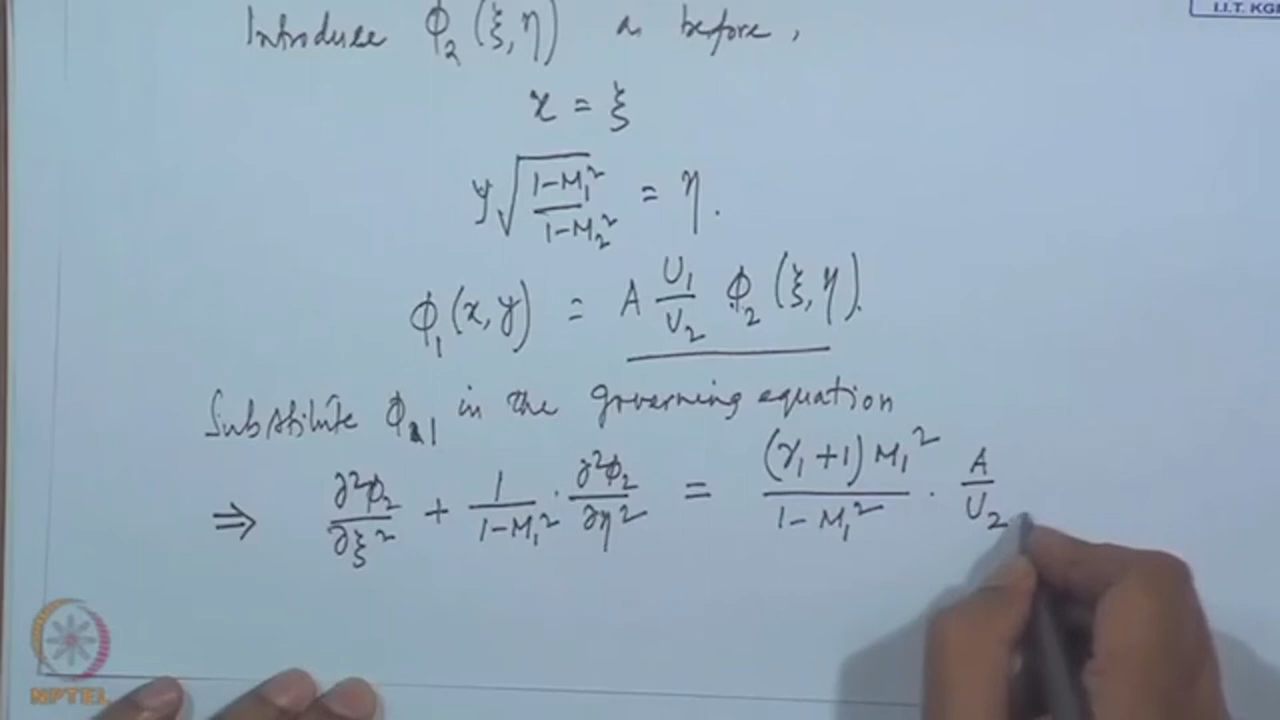 I.I.T. KGP
Introduce ϕ₂ (ξ, η) as before,
x = ξ
y √((1-M₁²)/(1-M₂²)) = η.
ϕ₁(x, y) = A U₁/U₂ ϕ₂ (ξ, η).
Substitute ϕ₁ in the governing equation
⇒ ∂²ϕ₂/∂ξ² + 1/(1-M₁²) · ∂²ϕ₂/∂η² = (γ₁+1) M₁²/(1-M₁²) · A/U₂
NPTEL